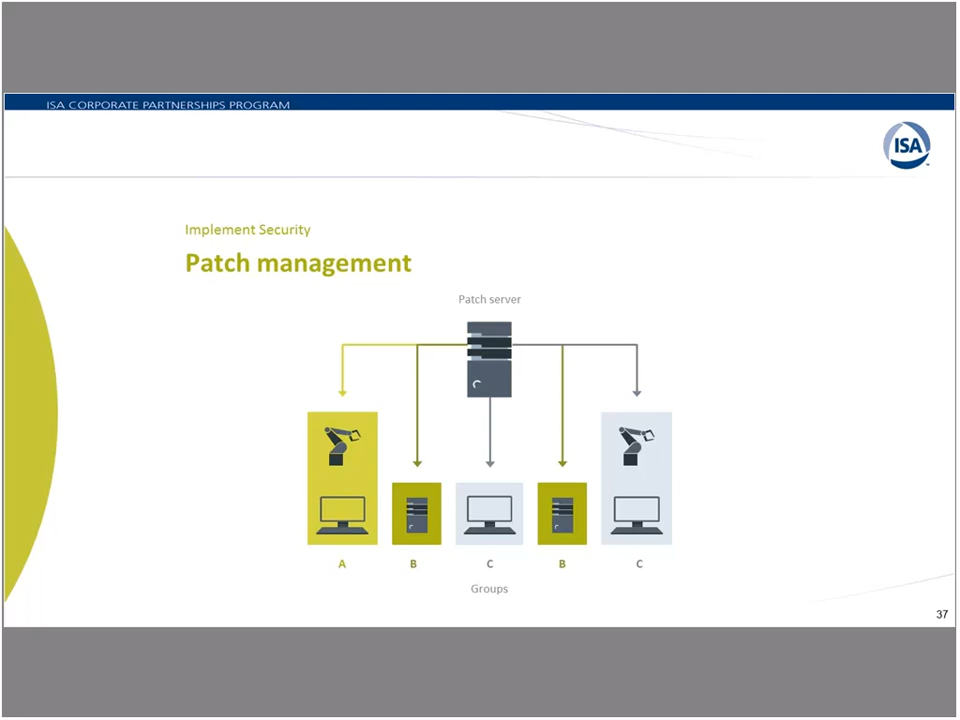 ISA CORPORATE PARTNERSHIPS PROGRAM
ISA
Implement Security
Patch management
Patch server
A B C B C
Groups
37